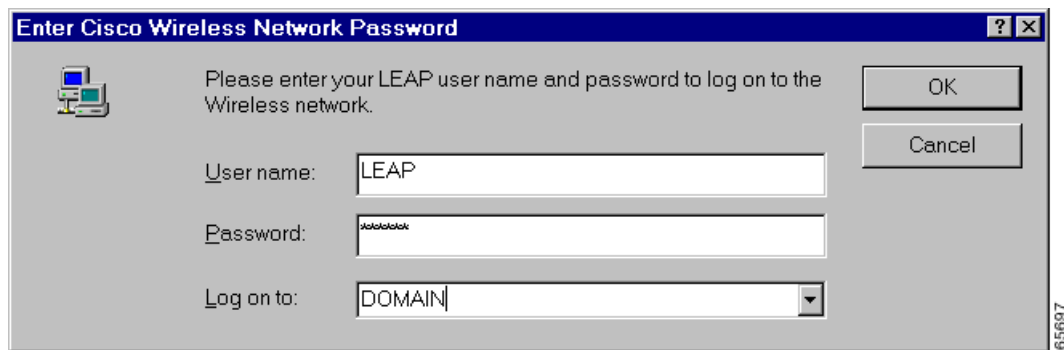 Enter Cisco Wireless Network Password
Please enter your LEAP user name and password to log on to the
Wireless network.
OK
Cancel
User name: LEAP
Password: *******
Log on to: DOMAIN
65697